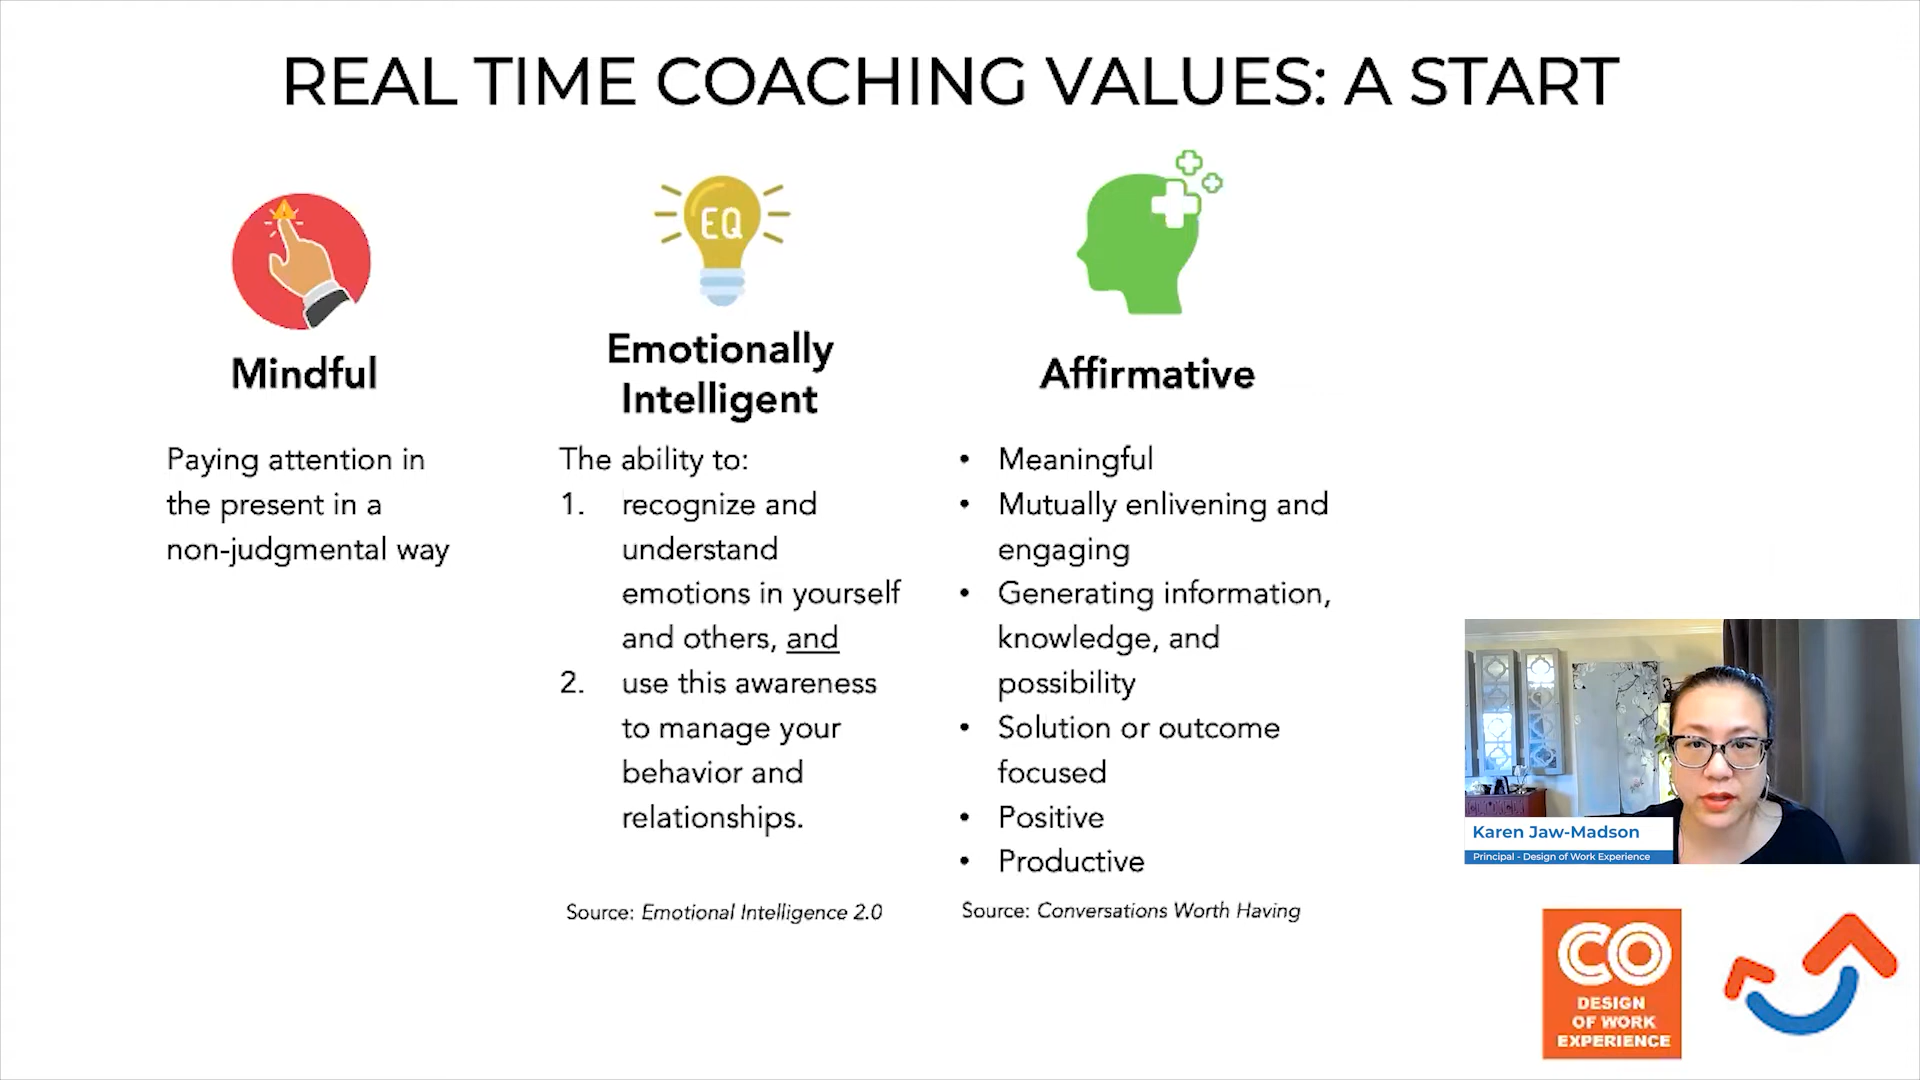 REAL TIME COACHING VALUES: A START
EQ
Mindful
Paying attention in
the present in a
non-judgmental way
Emotionally
Intelligent
The ability to:
1. recognize and
understand
emotions in yourself
and others, and
2. use this awareness
to manage your
behavior and
relationships.
Source: Emotional Intelligence 2.0
Affirmative
• Meaningful
• Mutually enlivening and
engaging
• Generating information,
knowledge, and
possibility
• Solution or outcome
focused
• Positive
• Productive
Source: Conversations Worth Having
Karen Jaw-Madson
Principal - Design of Work Experience
CO
DESIGN
OF WORK
EXPERIENCE